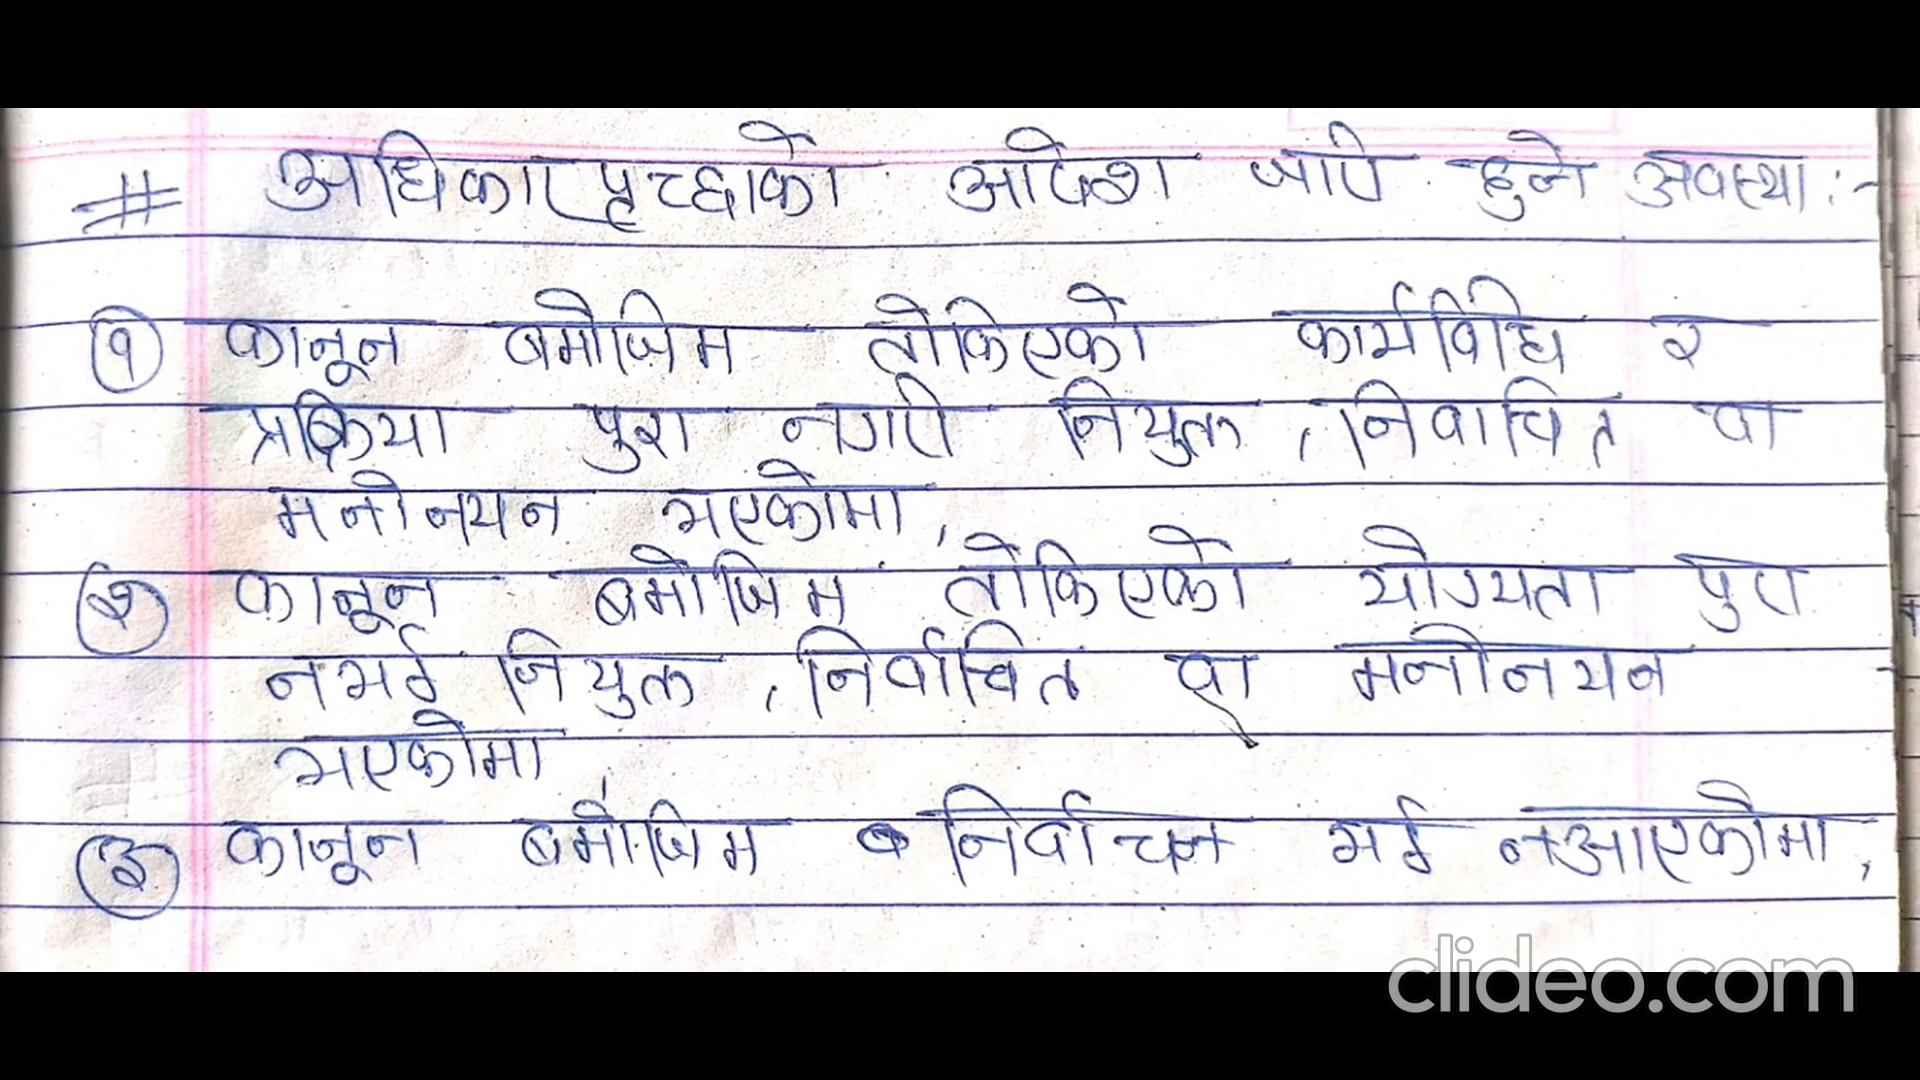 # अधिकारपृच्छाको आदेश जारी हुने अवस्था :-
१ कानून बमोजिम तोकिएको कार्यविधि र
प्रक्रिया पुरा नगरी नियुक्त, निर्वाचित वा
मनोनयन भएकोमा,
२ कानून बमोजिम तोकिएको योग्यता पुरा
नभई नियुक्त, निर्वाचित वा मनोनयन
भएकोमा,
३ कानून बमोजिम निर्वाचन भई नआएकोमा,
clideo.com